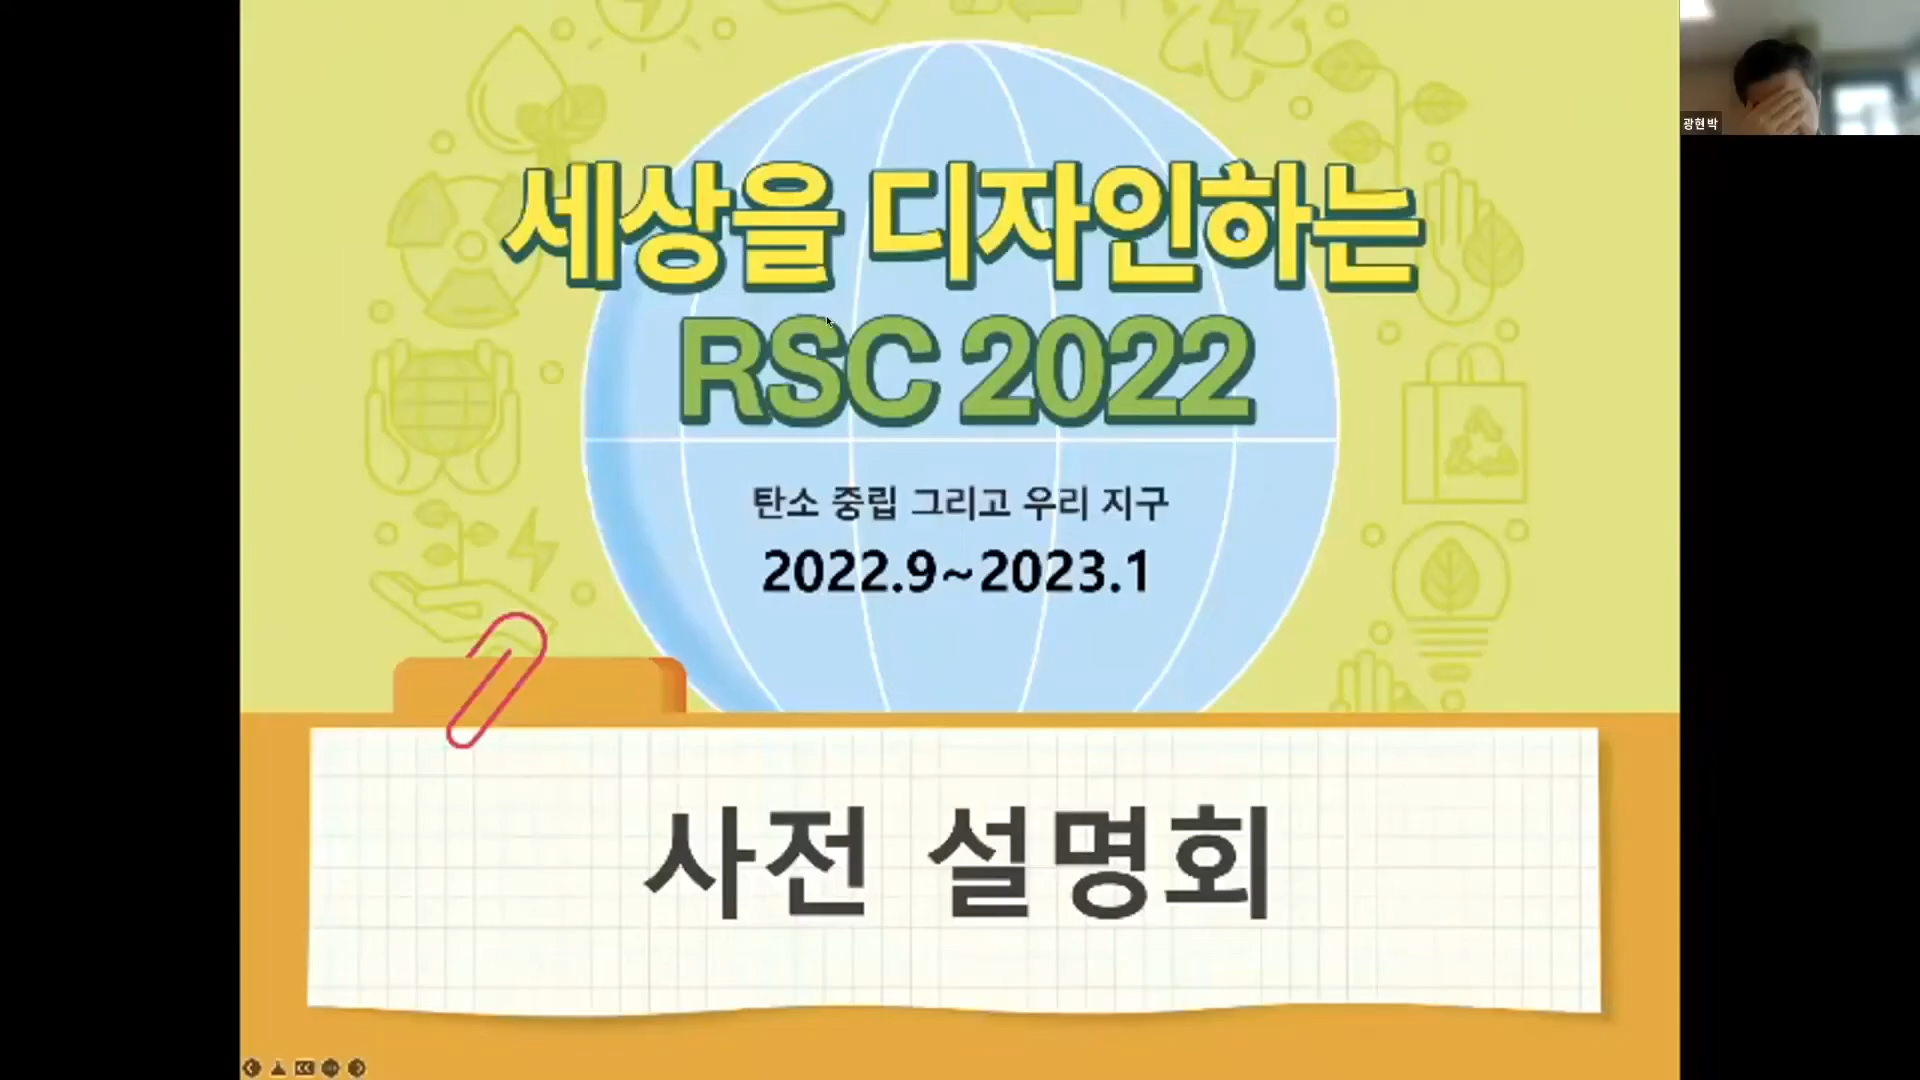 세상을 디자인하는
RSC 2022
탄소 중립 그리고 우리 지구
2022.9~2023.1
사전 설명회
광현 박